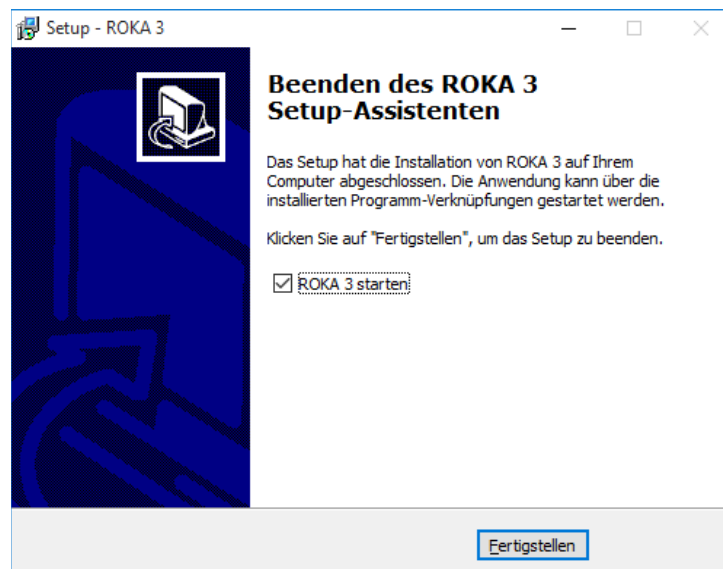 Setup - ROKA 3
Beenden des ROKA 3
Setup-Assistenten
Das Setup hat die Installation von ROKA 3 auf Ihrem
Computer abgeschlossen. Die Anwendung kann über die
installierten Programm-Verknüpfungen gestartet werden.
Klicken Sie auf "Fertigstellen", um das Setup zu beenden.
ROKA 3 starten
Fertigstellen